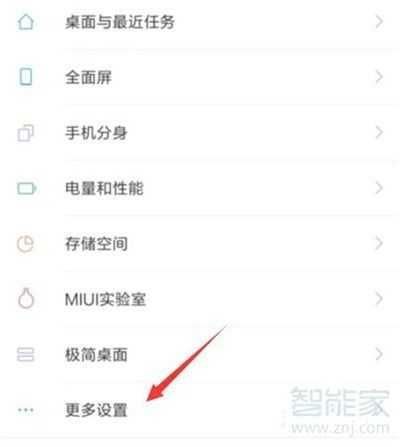 桌面与最近任务
全面屏
手机分身
电量和性能
存储空间
MIUI实验室
极简桌面
更多设置
智能家
www.znj.com